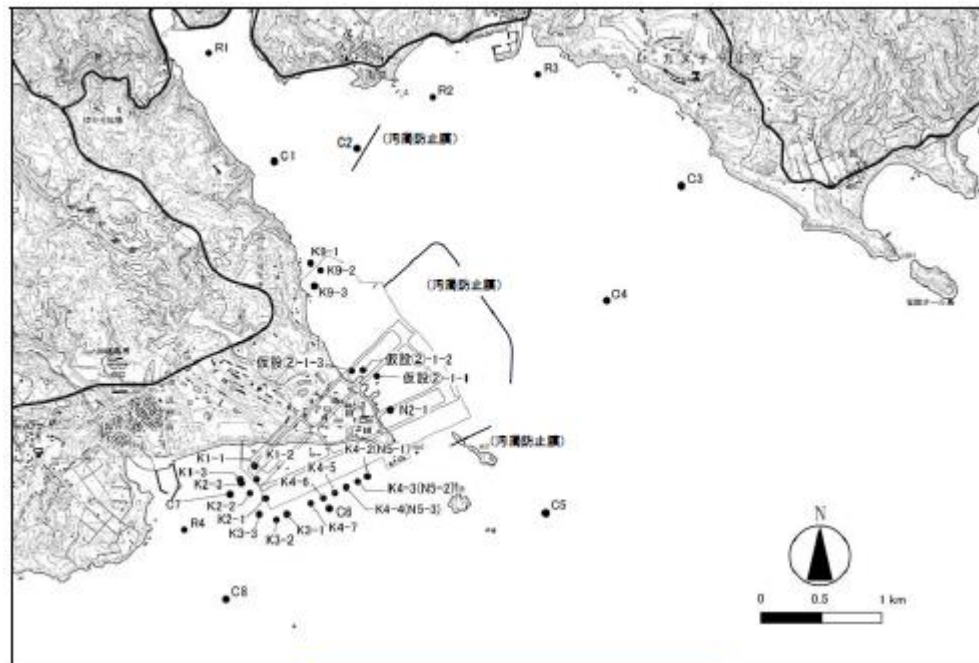 R1
R2
R3
C1
C2
(汚濁防止膜)
C3
K9-1
K9-2
K9-3
(汚濁防止膜)
C4
仮設(2)-1-3
仮設(2)-1-2
仮設(2)-1-1
N2-1
(汚濁防止膜)
K1-1
K1-2
K1-3
K2-3
K2-2
K2-1
C7
R4
K3-3
K3-2
K3-1
K4-2(N5-1)
K4-5
K4-6
K4-3(N5-2)
K4-4(N5-3)
K4-7
C6
C5
C8
N
0 0.5 1 km